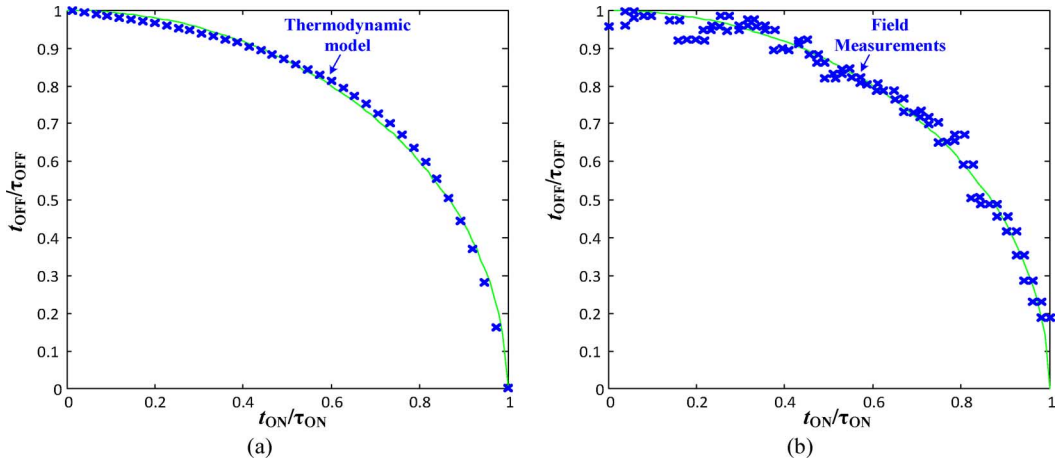 1
0.9
0.8
0.7
0.6
0.5
0.4
0.3
0.2
0.1
0
tOFF/τOFF
Thermodynamic
model
0 0.2 0.4 0.6 0.8 1
tON/τON
(a)
1
0.9
0.8
0.7
0.6
0.5
0.4
0.3
0.2
0.1
0
tOFF/τOFF
Field
Measurements
0 0.2 0.4 0.6 0.8 1
tON/τON
(b)